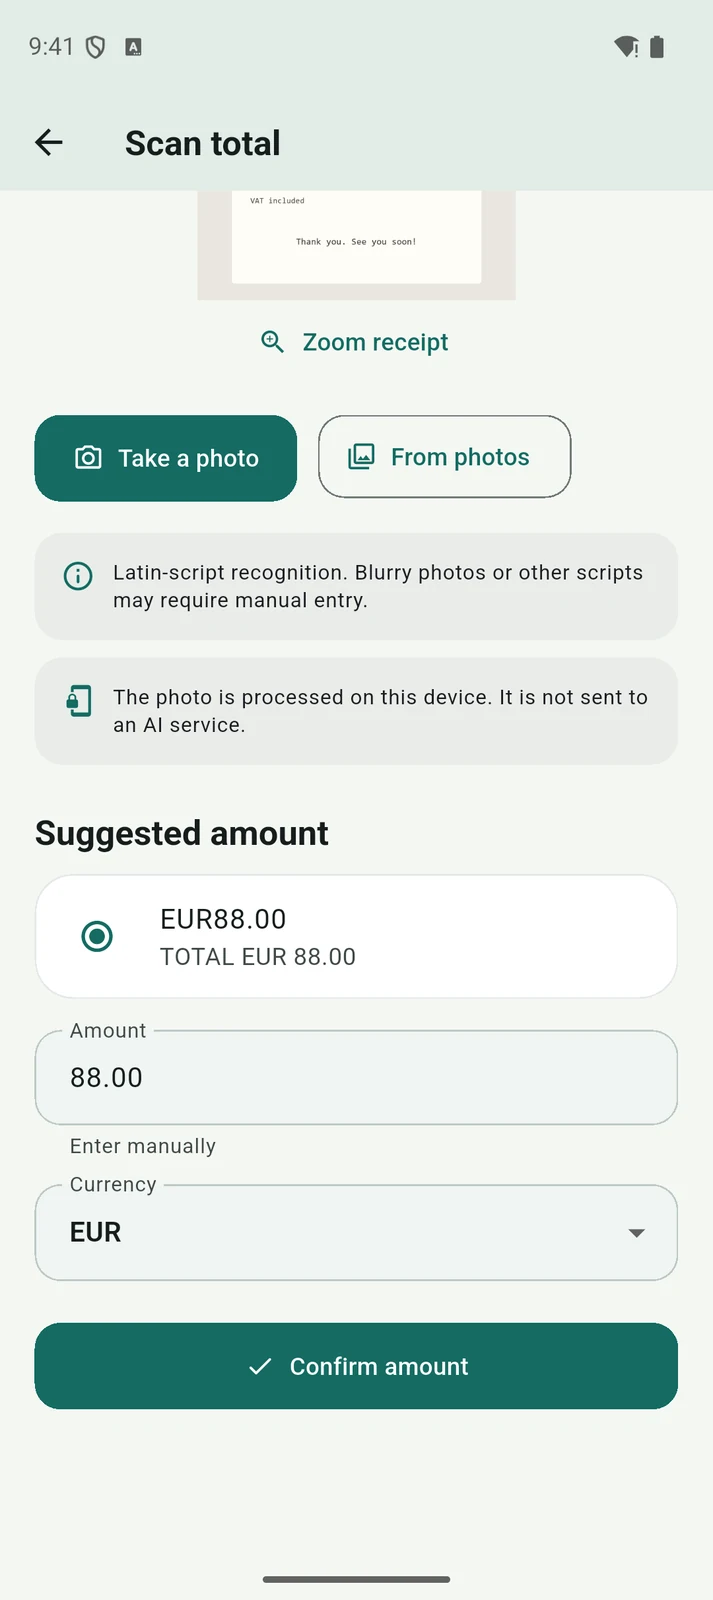 9:41
Scan total
VAT included
Thank you. See you soon!
Zoom receipt
Take a photo
From photos
Latin-script recognition. Blurry photos or other scripts
may require manual entry.
The photo is processed on this device. It is not sent to
an AI service.
Suggested amount
EUR88.00
TOTAL EUR 88.00
Amount
88.00
Enter manually
Currency
EUR
Confirm amount